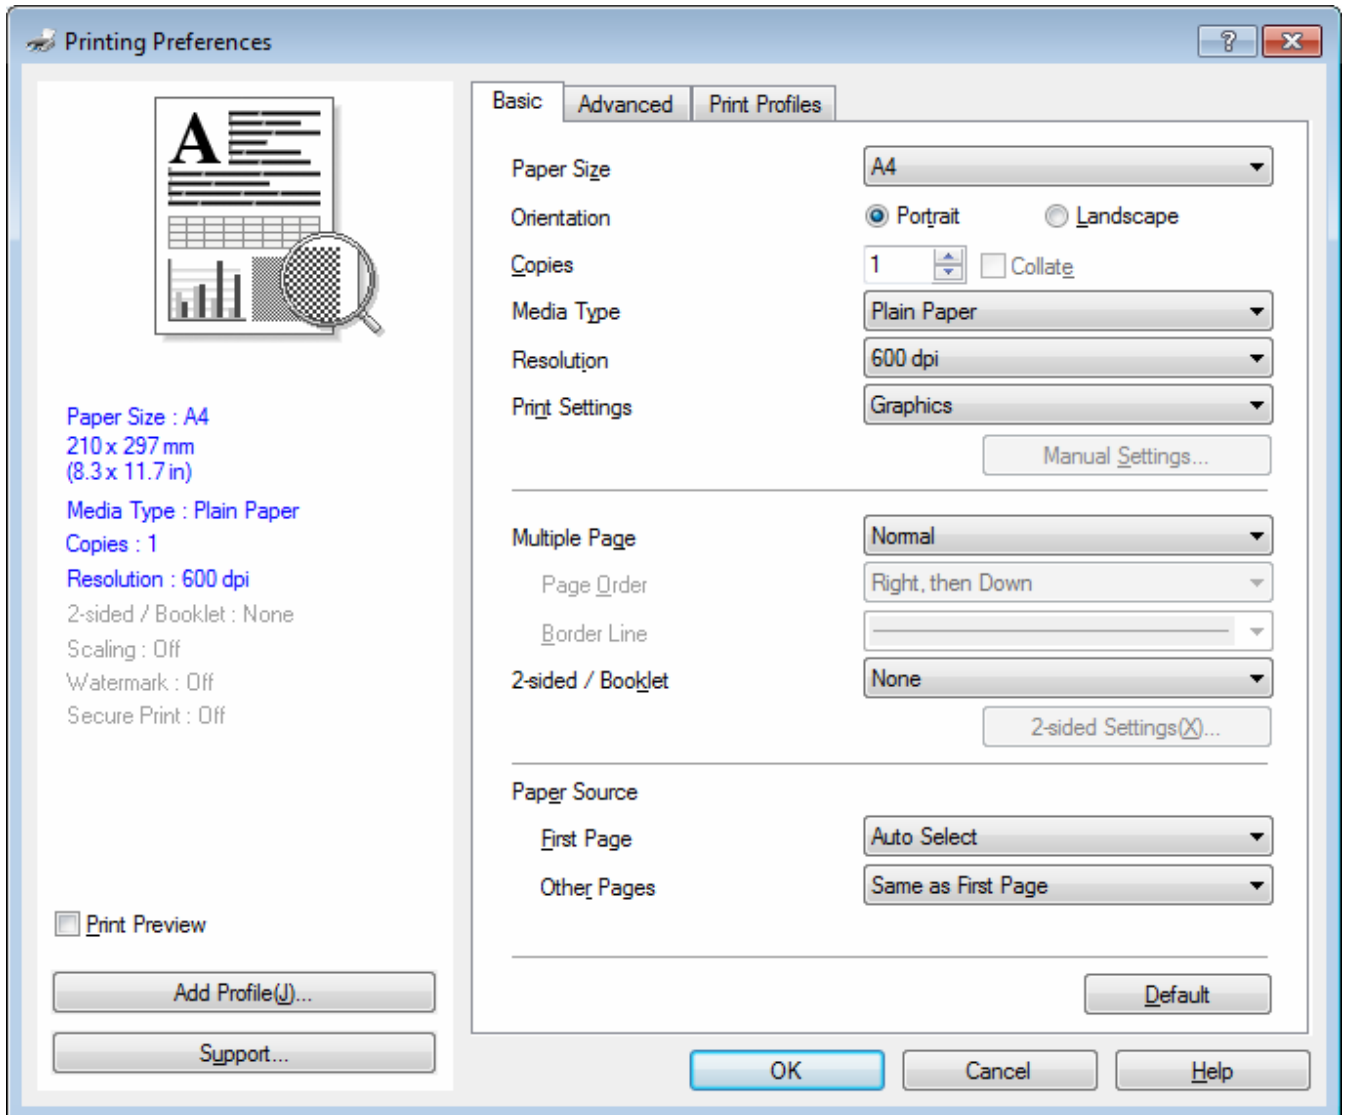 Printing Preferences
A
Paper Size : A4
210 x 297 mm
(8.3 x 11.7 in)
Media Type : Plain Paper
Copies : 1
Resolution : 600 dpi
2-sided / Booklet : None
Scaling : Off
Watermark : Off
Secure Print : Off
Print Preview
Add Profile(J)...
Support...
Basic Advanced Print Profiles
Paper Size A4
Orientation Portrait Landscape
Copies 1 Collate
Media Type Plain Paper
Resolution 600 dpi
Print Settings Graphics
Manual Settings...
Multiple Page Normal
Page Order Right, then Down
Border Line
2-sided / Booklet None
2-sided Settings(X)...
Paper Source
First Page Auto Select
Other Pages Same as First Page
Default
OK Cancel Help